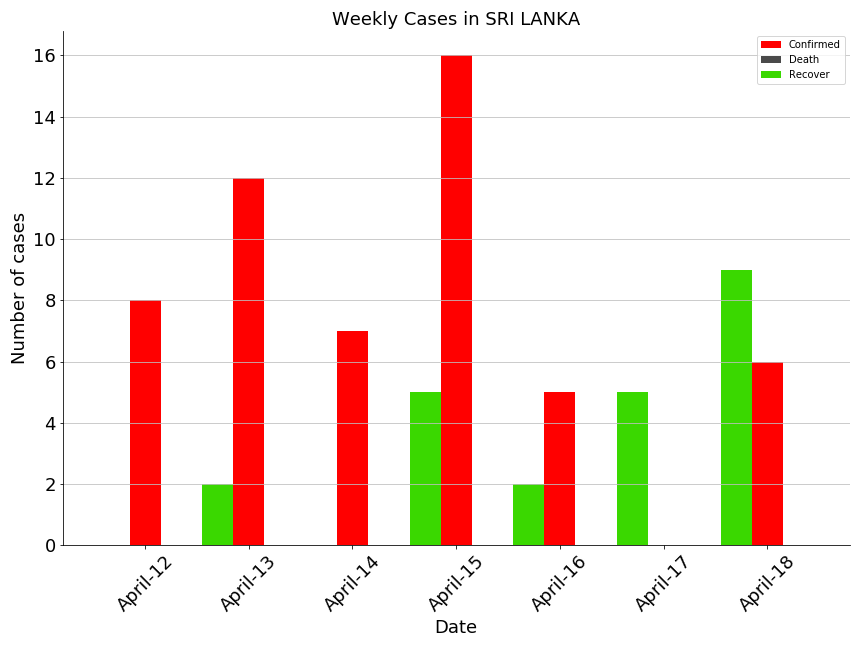 Weekly Cases in SRI LANKA
Confirmed
Death
Recover
Number of cases
16
14
12
10
8
6
4
2
0
April-12
April-13
April-14
April-15
April-16
April-17
April-18
Date